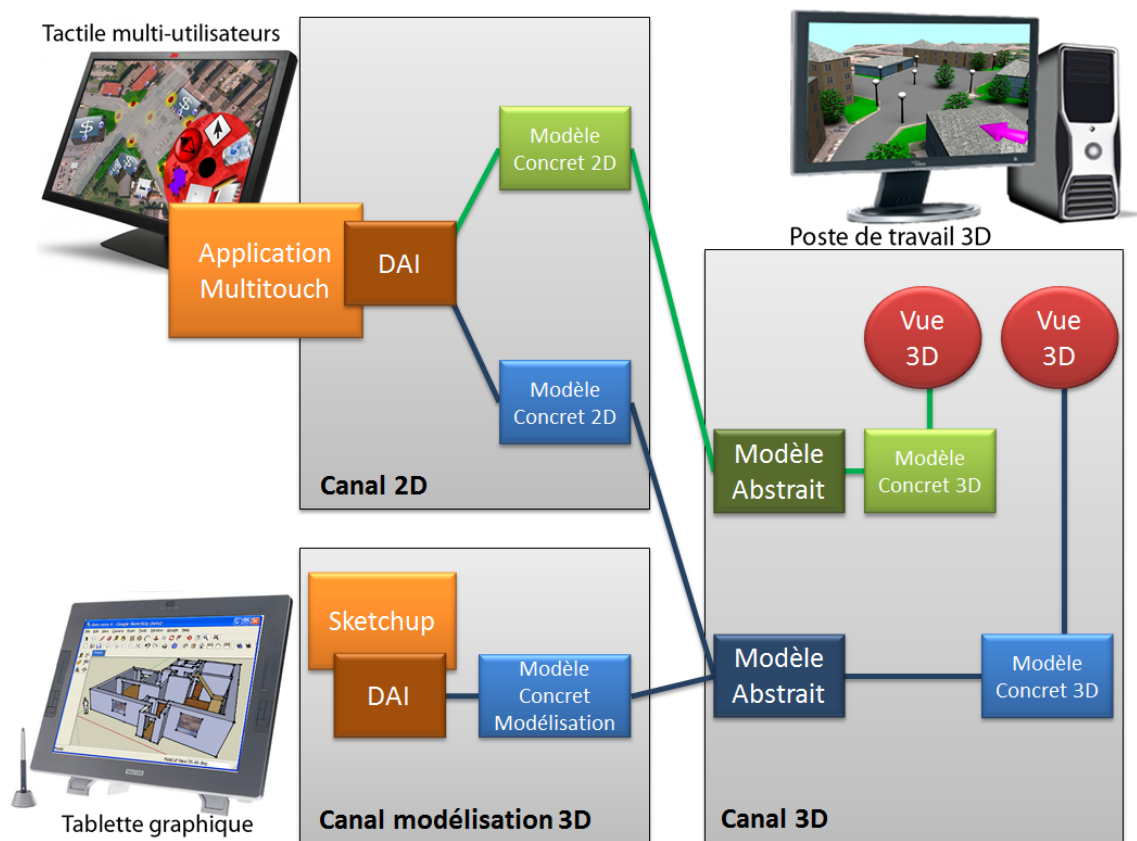 Tactile multi-utilisateurs
3M
Modèle
Concret 2D
Application
Multitouch
DAI
Modèle
Concret 2D
Canal 2D
Poste de travail 3D
Vue
3D
Vue
3D
Modèle
Abstrait
Modèle
Concret 3D
Sketchup
DAI
Modèle
Concret
Modélisation
Modèle
Abstrait
Modèle
Concret 3D
Canal modélisation 3D
Canal 3D
Tablette graphique